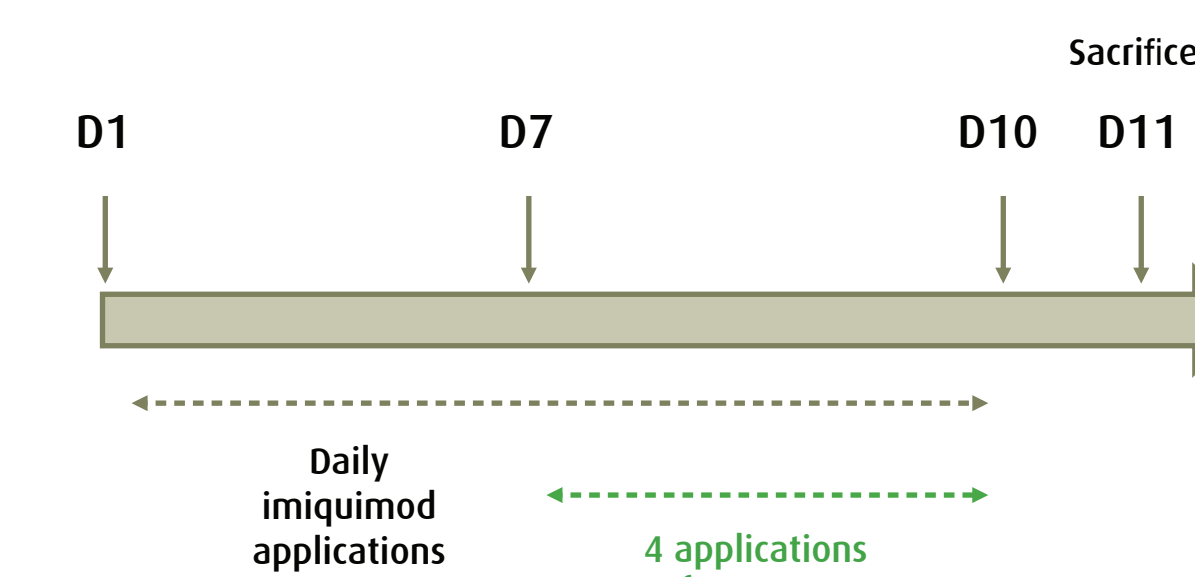 Sacrifice
D1 D7 D10 D11
Daily
imiquimod
applications
4 applications